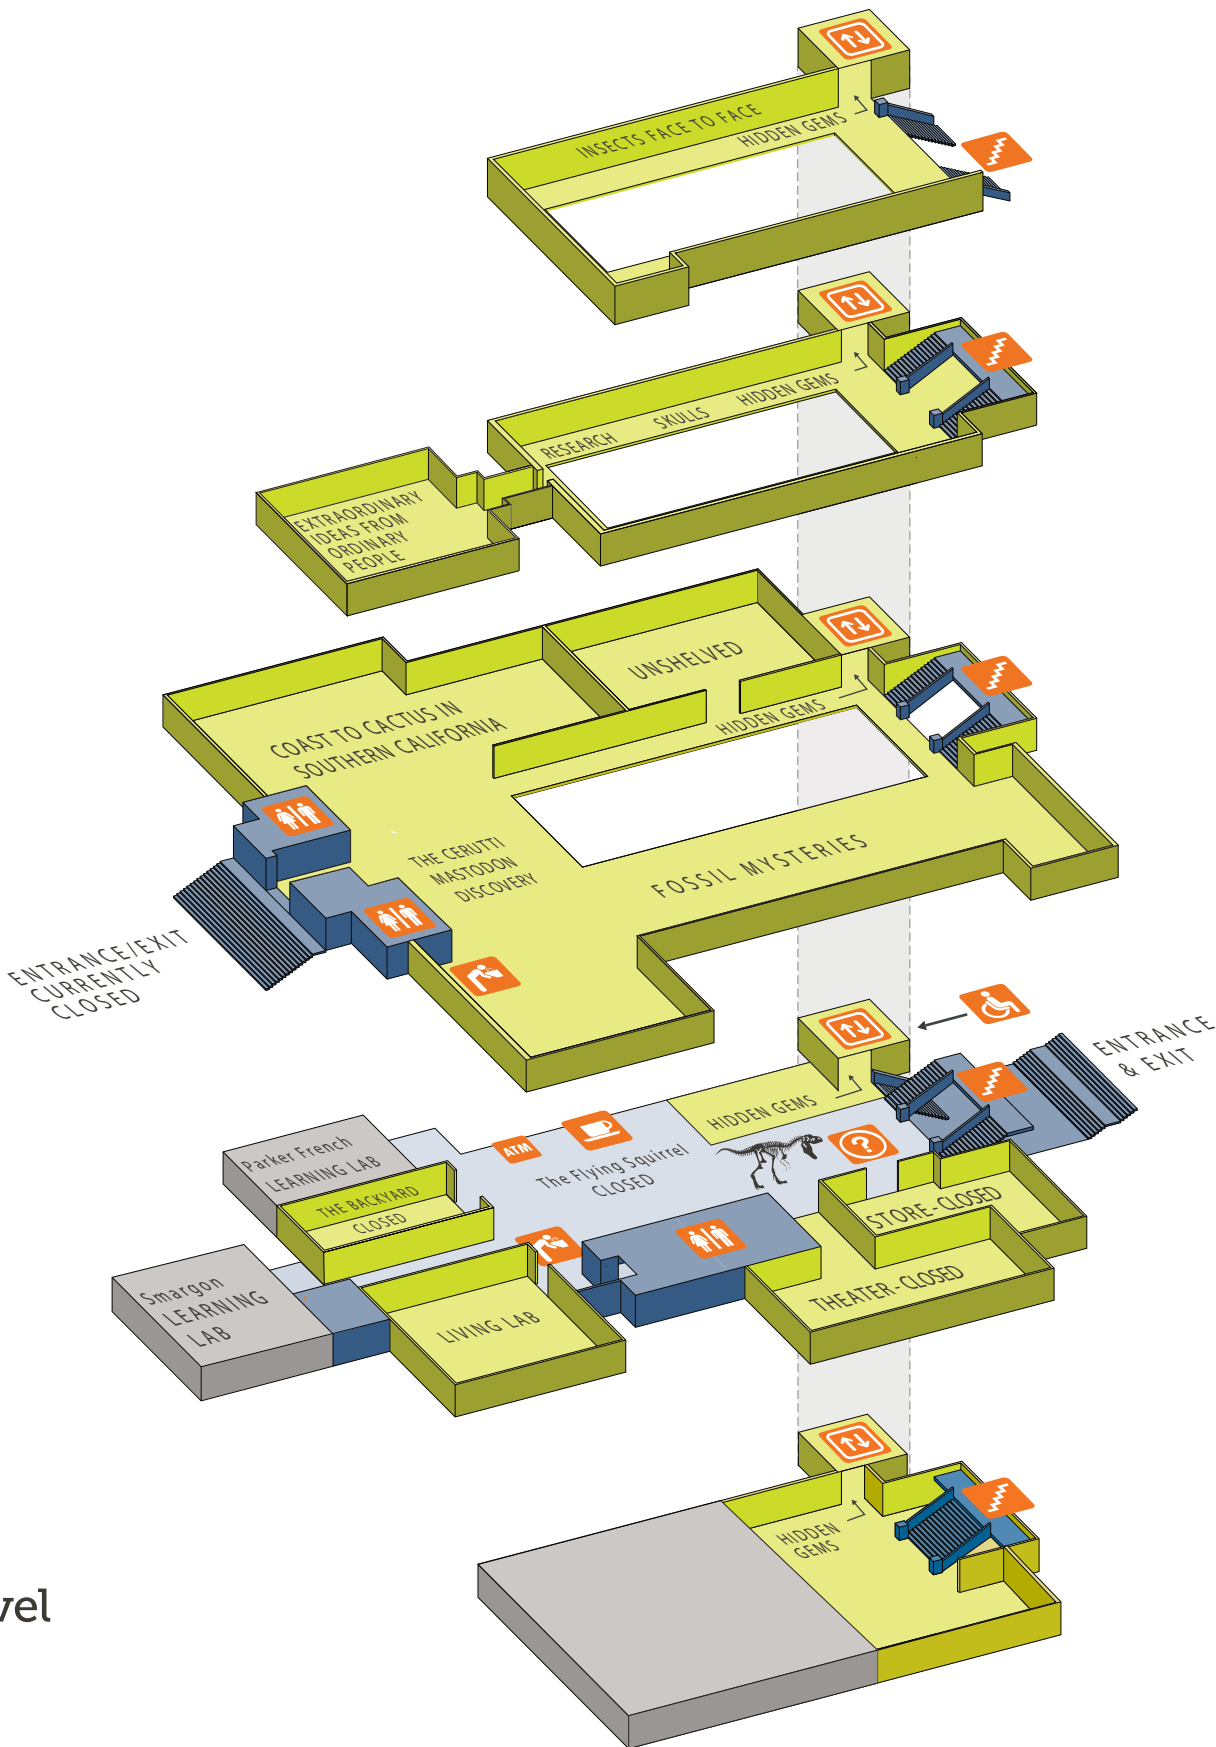 INSECTS FACE TO FACE
HIDDEN GEMS
RESEARCH
SKULLS
HIDDEN GEMS
EXTRAORDINARY
IDEAS FROM
ORDINARY
PEOPLE
UNSHELVED
HIDDEN GEMS
COAST TO CACTUS IN
SOUTHERN CALIFORNIA
THE CERUTTI
MASTODON
DISCOVERY
FOSSIL MYSTERIES
ENTRANCE/EXIT
CURRENTLY
CLOSED
ENTRANCE
& EXIT
HIDDEN GEMS
ATM
?
The Flying Squirrel
CLOSED
Parker French
LEARNING LAB
THE BACKYARD
CLOSED
STORE-CLOSED
THEATER-CLOSED
Smargon
LEARNING
LAB
LIVING LAB
HIDDEN
GEMS
vel